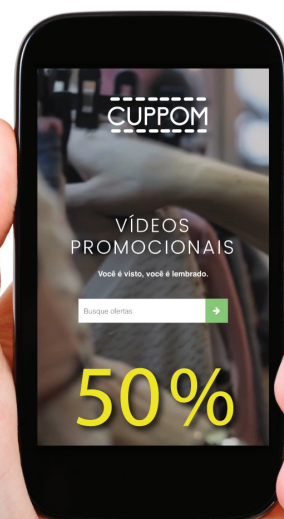 CUPPOM
VÍDEOS
PROMOCIONAIS
Você é visto, você é lembrado.
Busque ofertas
50%